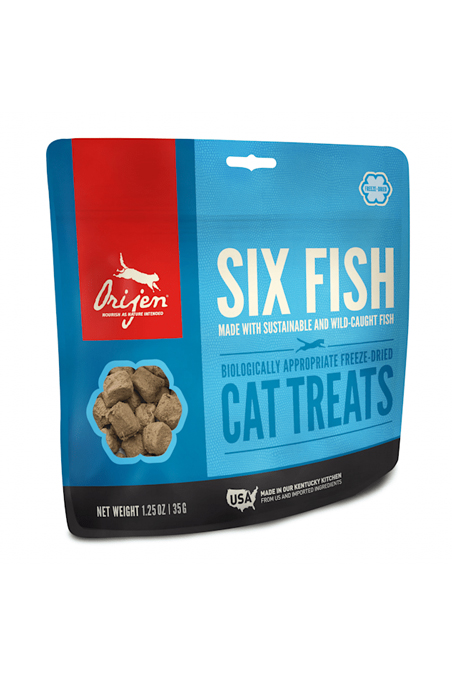 FREEZE-DRIED
Orijen
NOURISH AS NATURE INTENDED
SIX FISH
MADE WITH SUSTAINABLE AND WILD-CAUGHT FISH
BIOLOGICALLY APPROPRIATE FREEZE-DRIED
CAT TREATS
USA
MADE IN OUR KENTUCKY KITCHEN
FROM US AND IMPORTED INGREDIENTS
NET WEIGHT 1.25 OZ | 35 G